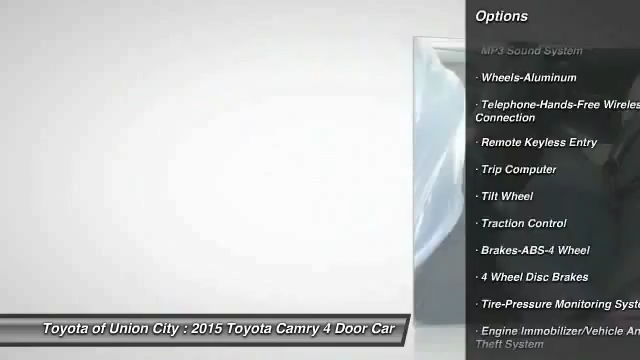 Options
· MP3 Sound System
· Wheels-Aluminum
· Telephone-Hands-Free Wireles
Connection
· Remote Keyless Entry
· Trip Computer
· Tilt Wheel
· Traction Control
· Brakes-ABS-4 Wheel
· 4 Wheel Disc Brakes
· Tire-Pressure Monitoring Syste
· Engine Immobilizer/Vehicle An
Theft System
Toyota of Union City : 2015 Toyota Camry 4 Door Car